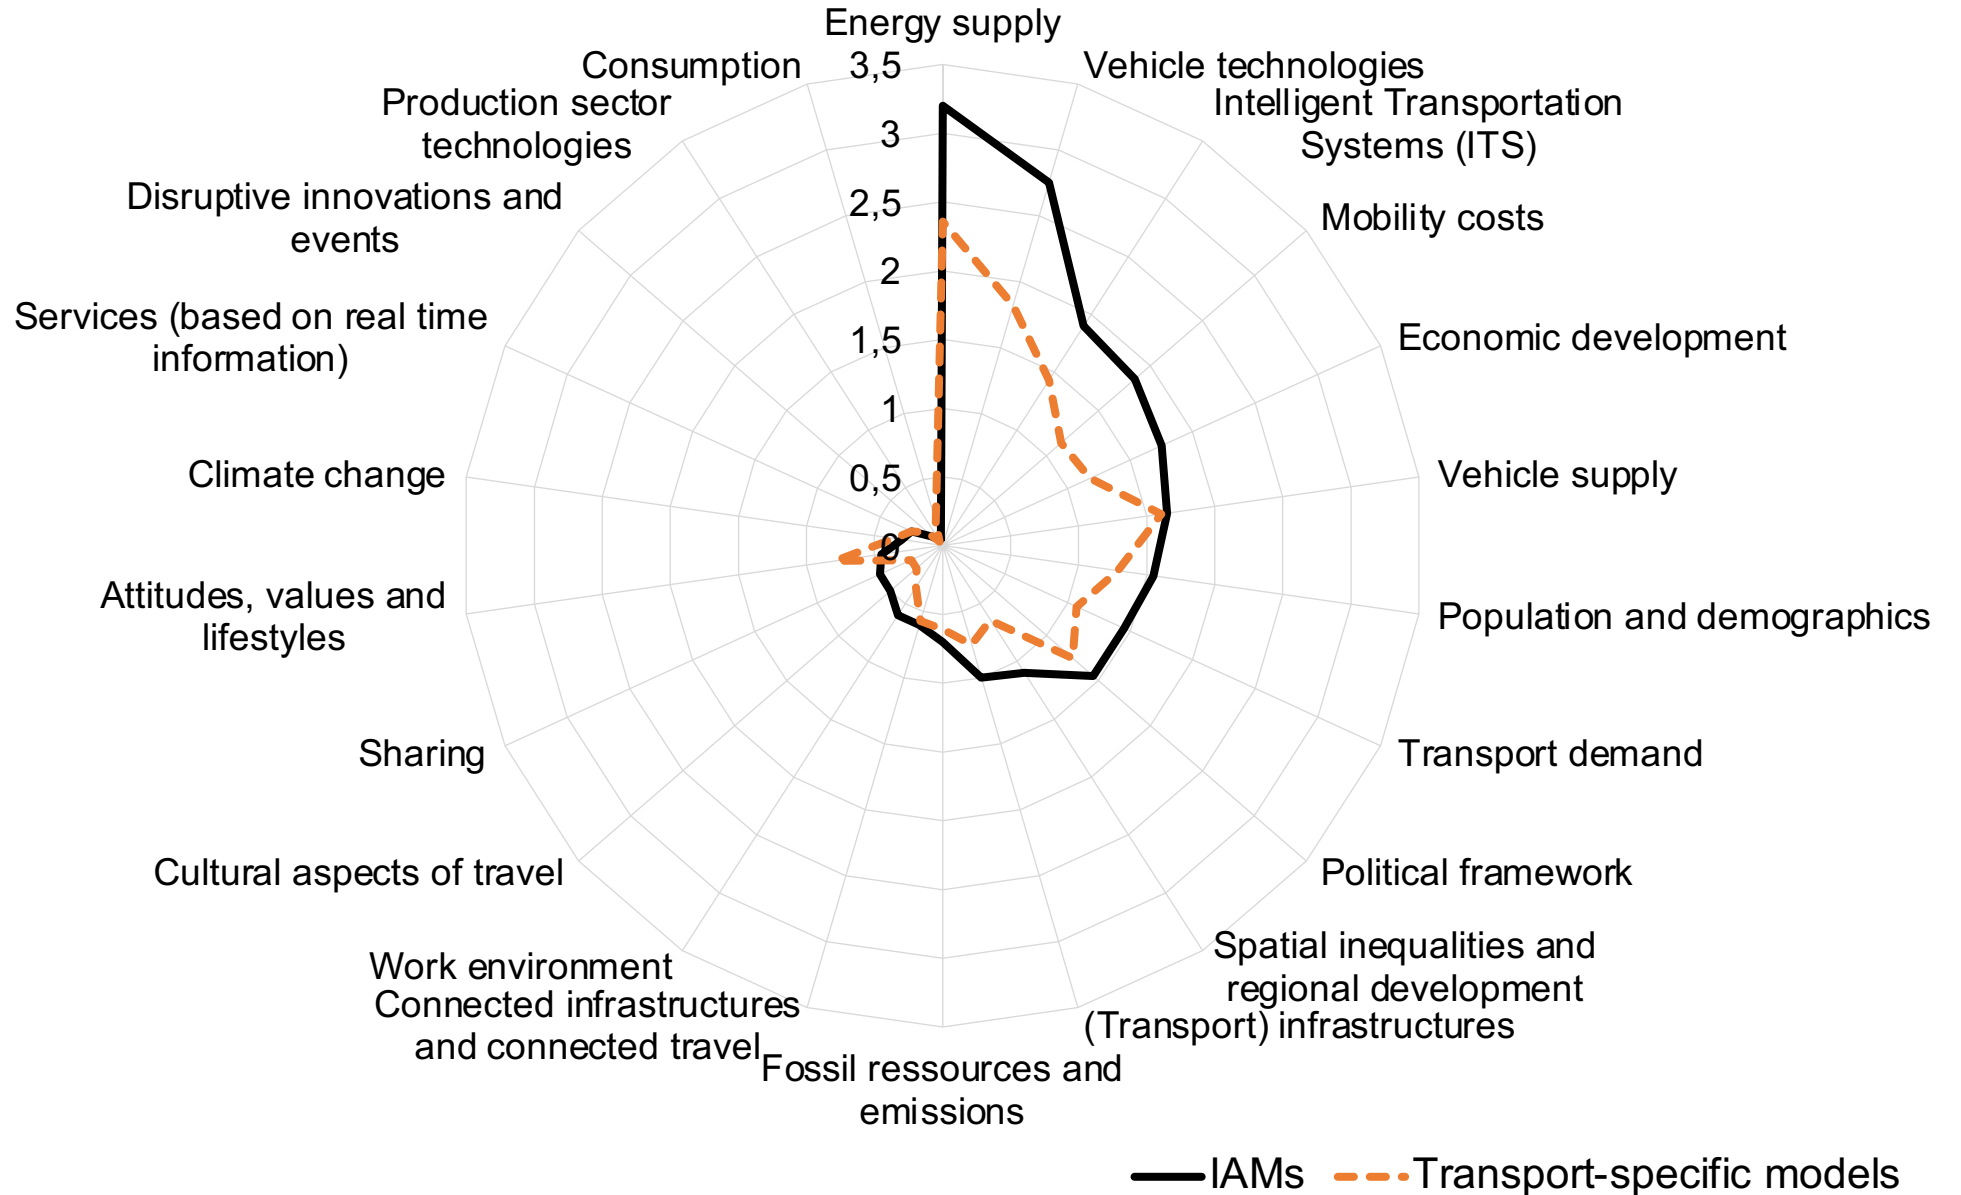 Energy supply
Consumption
3,5
Vehicle technologies
Production sector
technologies
Intelligent Transportation
Systems (ITS)
3
Disruptive innovations and
events
2,5
Mobility costs
2
Services (based on real time
information)
1,5
Economic development
1
Climate change
0,5
Vehicle supply
0
Attitudes, values and
lifestyles
Population and demographics
Sharing
Transport demand
Cultural aspects of travel
Political framework
Work environment
Spatial inequalities and
regional development
Connected infrastructures
and connected travel
(Transport) infrastructures
Fossil ressources and
emissions
IAMs
Transport-specific models